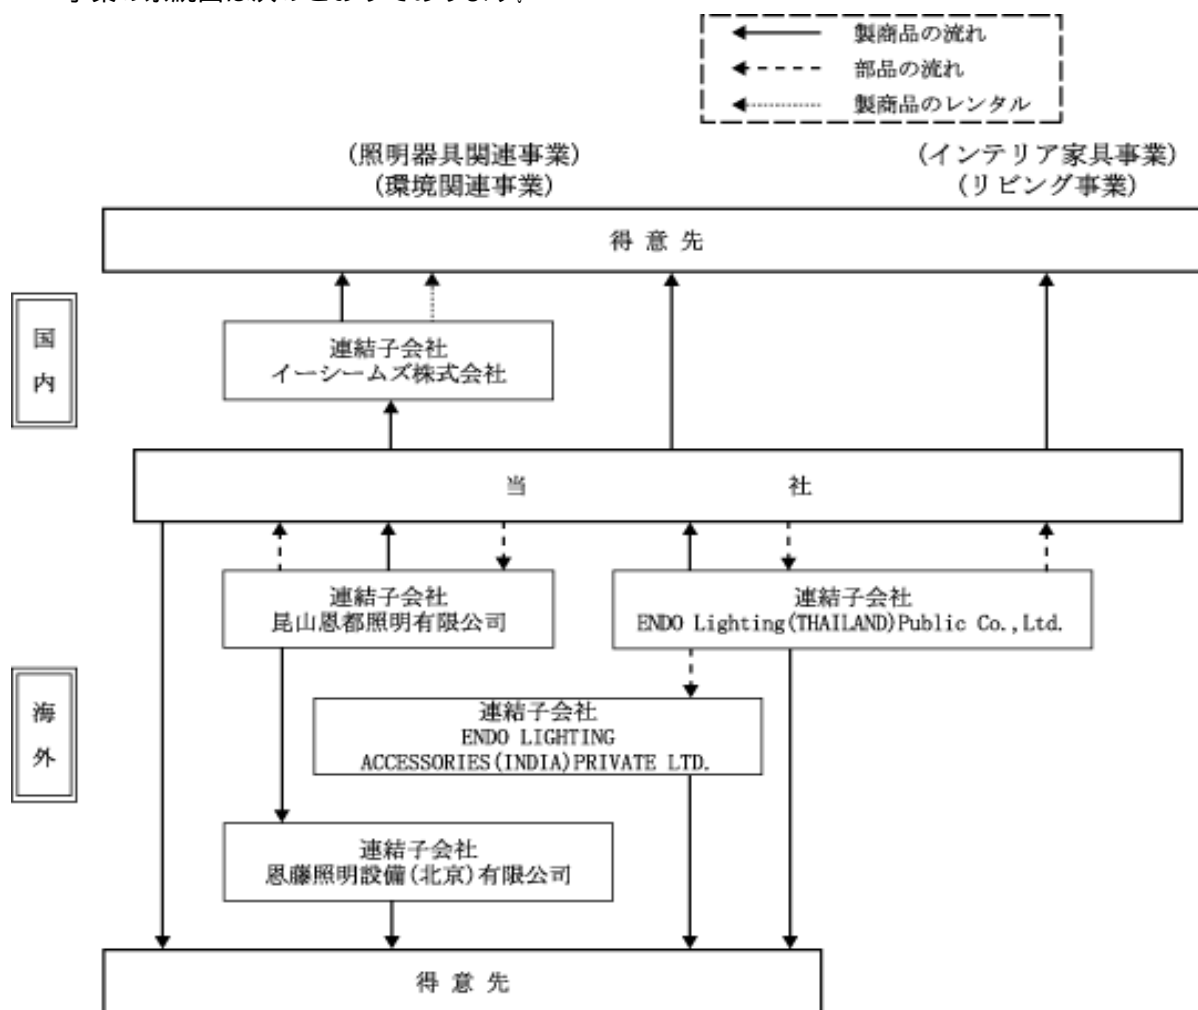 製商品の流れ
部品の流れ
製商品のレンタル
(照明器具関連事業)
(環境関連事業)
(インテリア家具事業)
(リビング事業)
得意先
国内
連結子会社
イーシームズ株式会社
当社
連結子会社
昆山恩都照明有限公司
連結子会社
ENDO Lighting(THAILAND)Public Co.,Ltd.
海外
連結子会社
ENDO LIGHTING
ACCESSORIES(INDIA)PRIVATE LTD.
連結子会社
恩藤照明設備(北京)有限公司
得意先